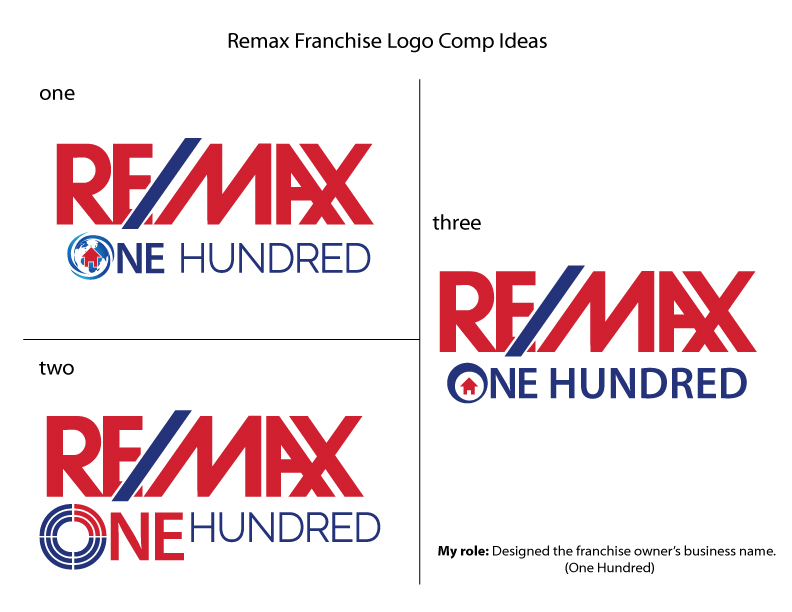 Remax Franchise Logo Comp Ideas
one
RE/MAX
ONE HUNDRED
two
RE/MAX
ONE HUNDRED
three
RE/MAX
ONE HUNDRED
My role: Designed the franchise owner's business name.
(One Hundred)